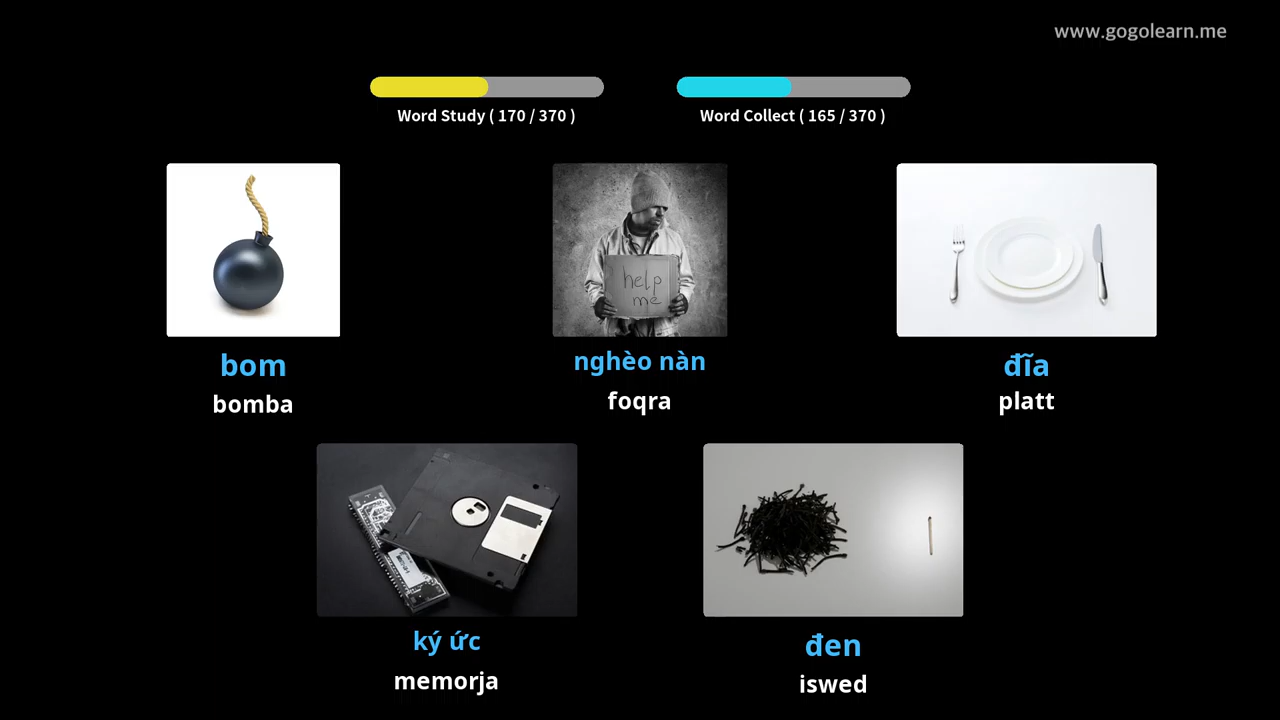 www.gogolearn.me
Word Study ( 170 / 370 )
Word Collect ( 165 / 370 )
help
me
bom
bomba
nghèo nàn
foqra
đĩa
platt
ký ức
memorja
đen
iswed